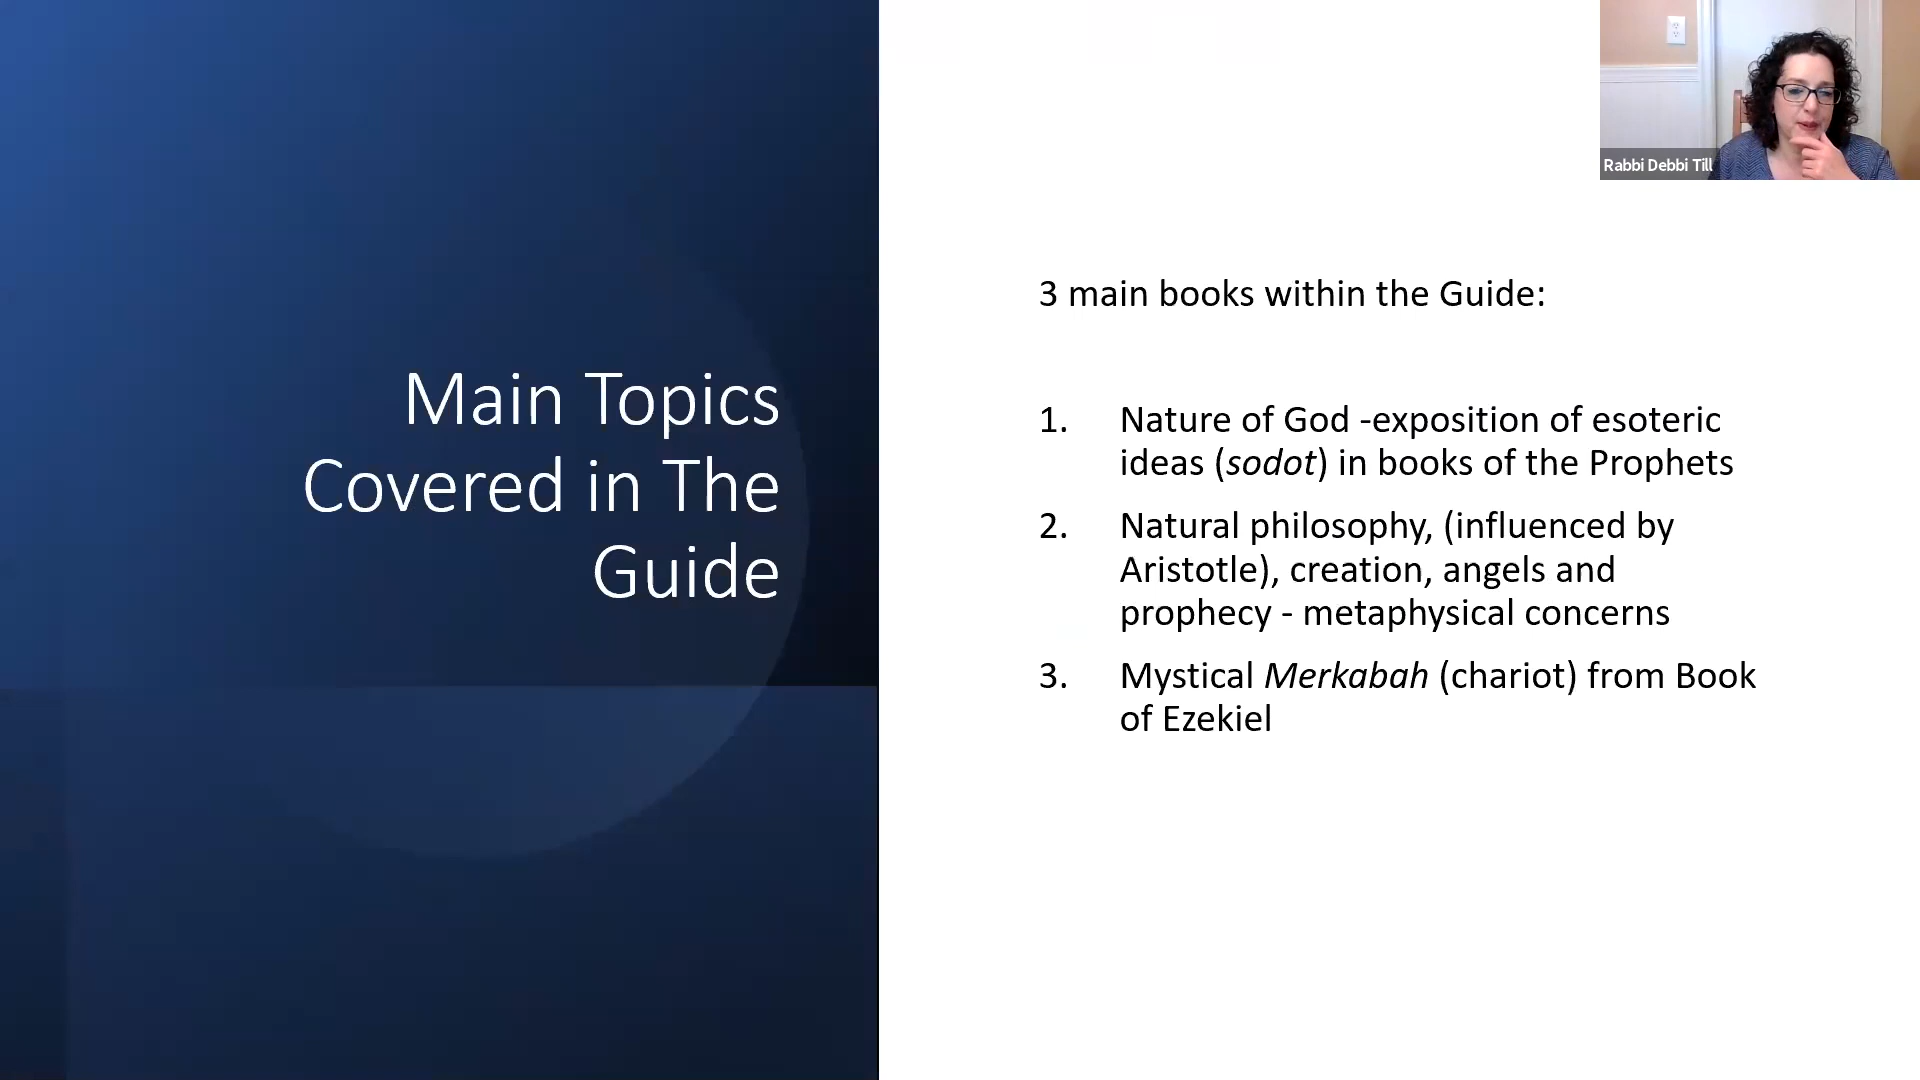 Main Topics
Covered in The
Guide
3 main books within the Guide:
1. Nature of God -exposition of esoteric
ideas (sodot) in books of the Prophets
2. Natural philosophy, (influenced by
Aristotle), creation, angels and
prophecy - metaphysical concerns
3. Mystical Merkabah (chariot) from Book
of Ezekiel
Rabbi Debbi Till